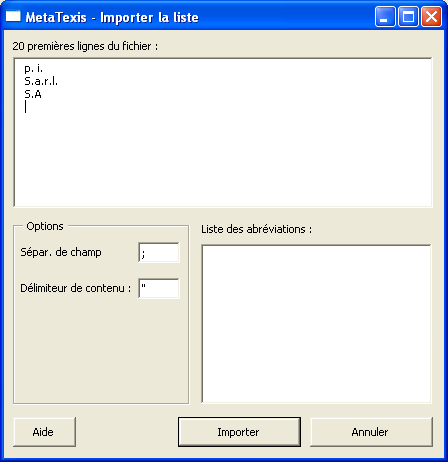 MetaTexis - Importer la liste
20 premières lignes du fichier :
p. i.
S.a.r.l.
S.A
Options
Sépar. de champ
;
Délimiteur de contenu :
"
Liste des abréviations :
Aide
Importer
Annuler